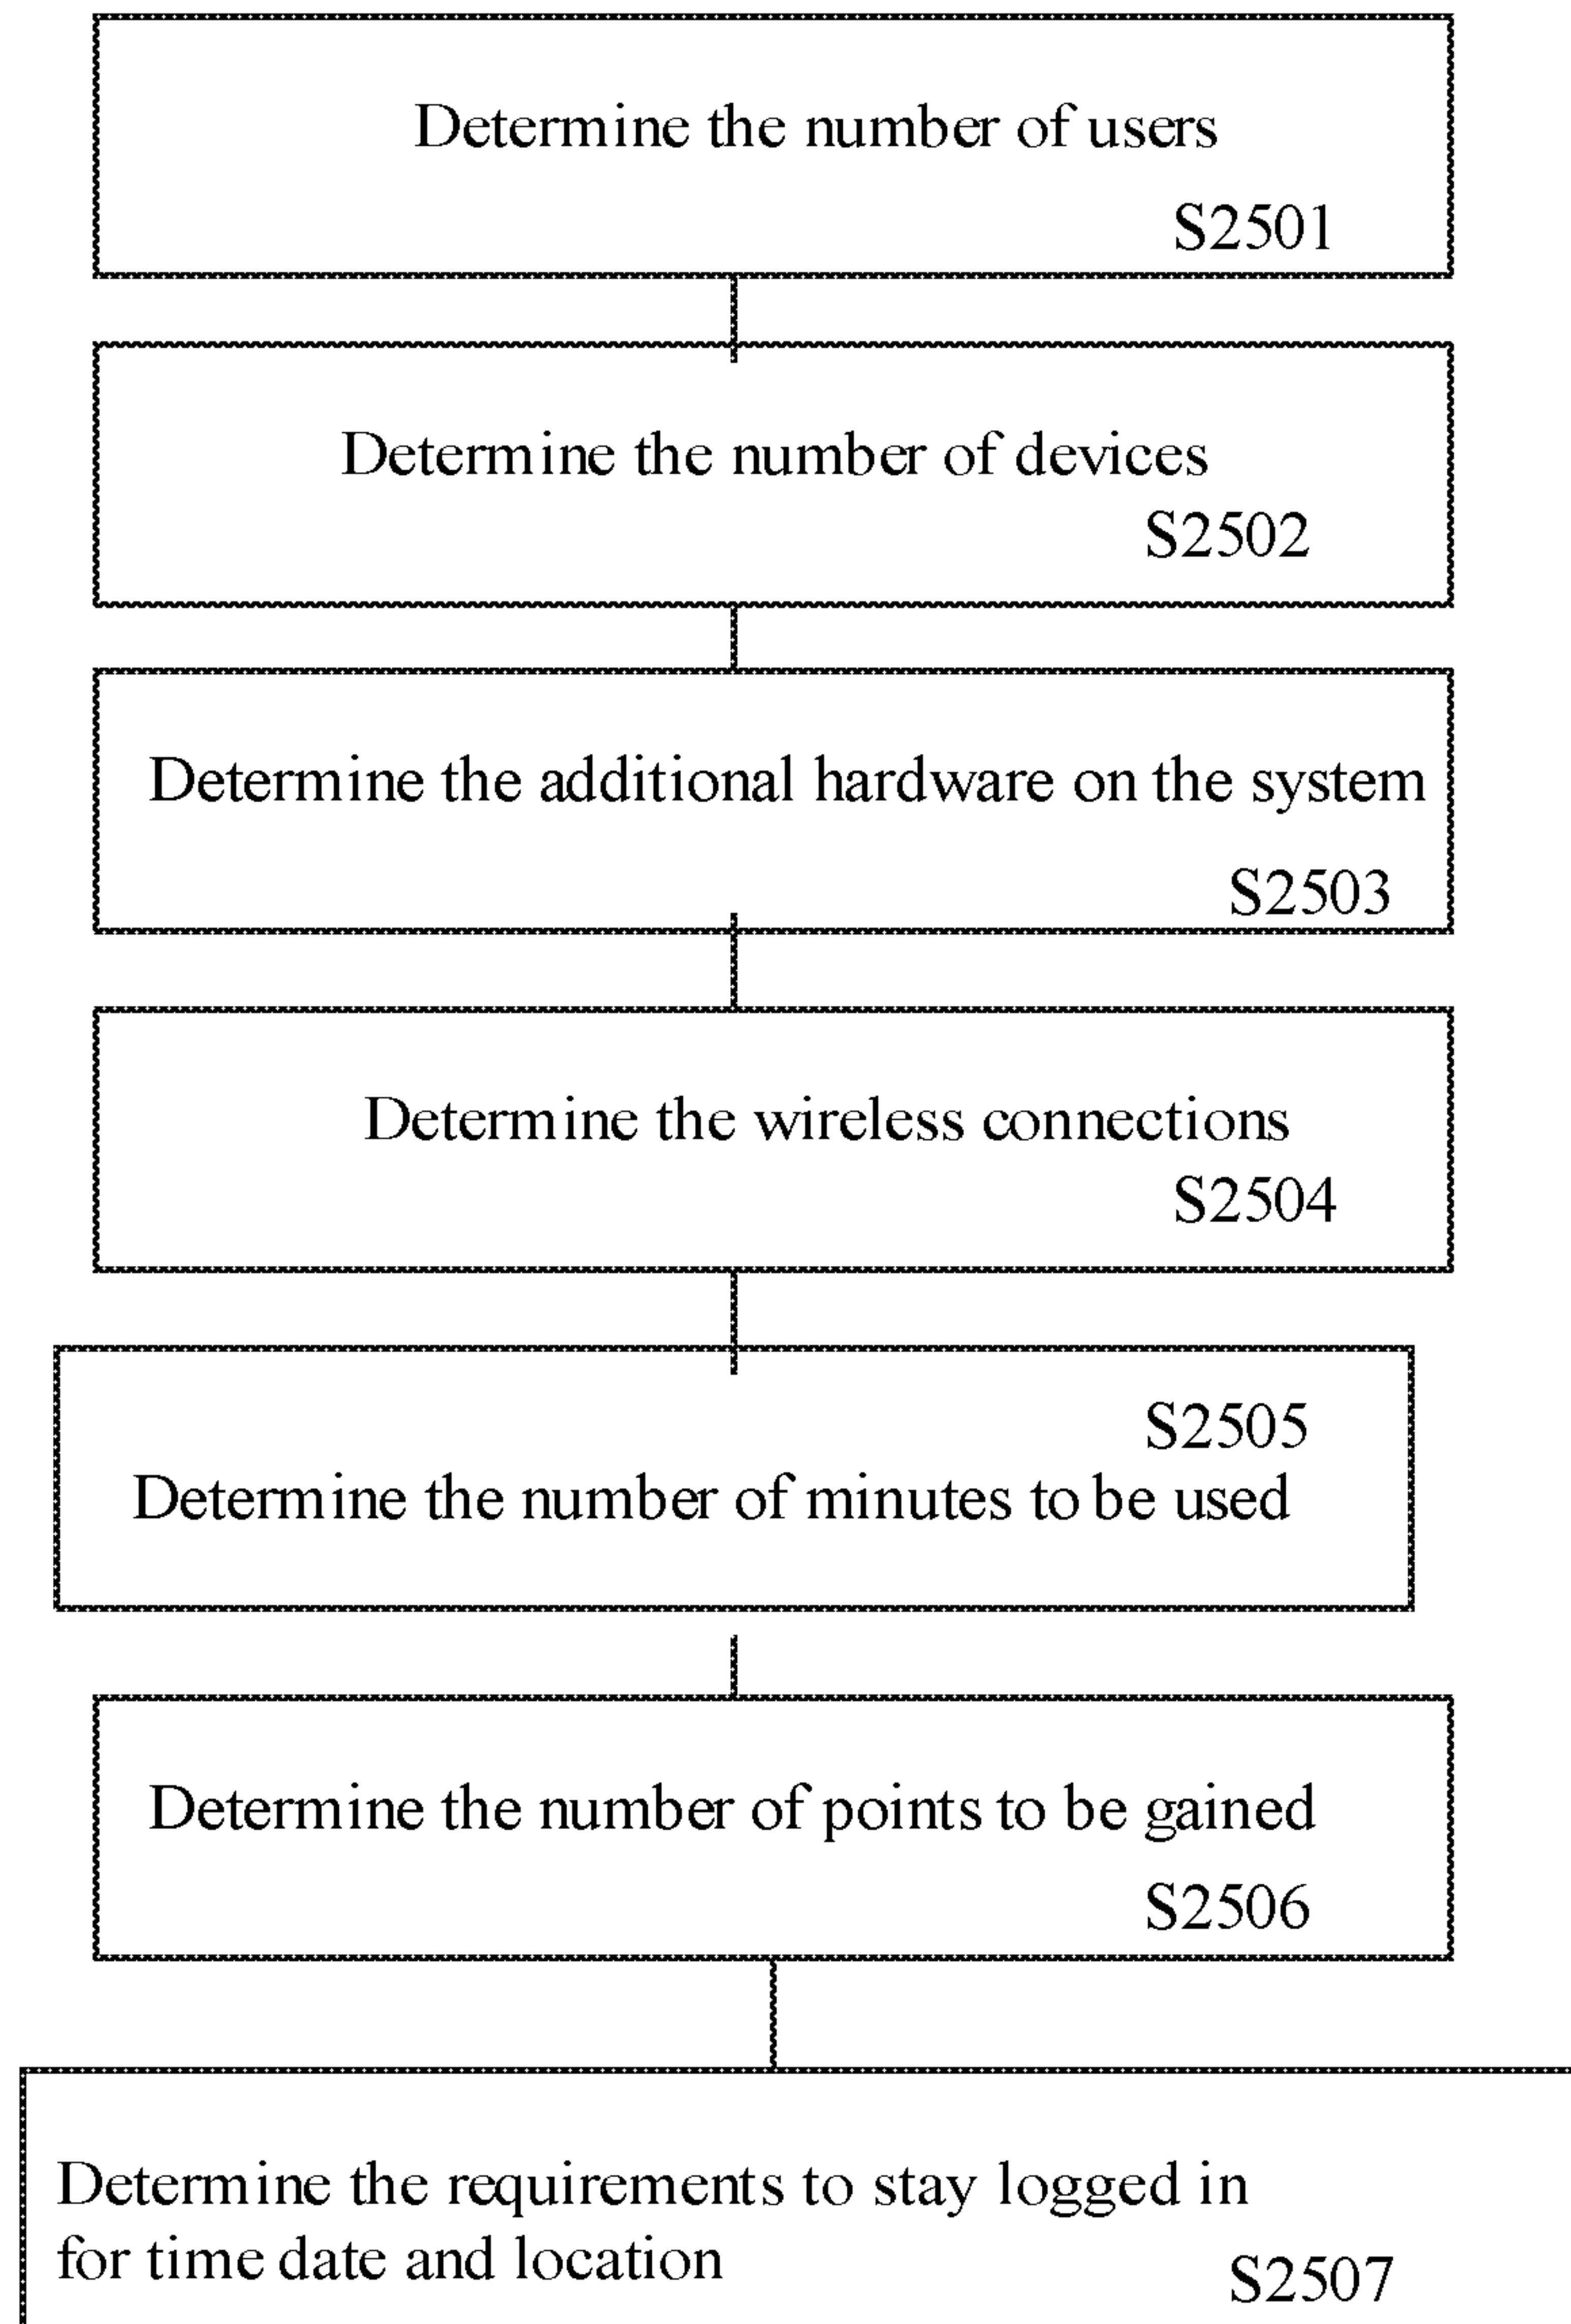 Determine the number of users
S2501
Determine the number of devices
S2502
Determine the additional hardware on the system
S2503
Determine the wireless connections
S2504
S2505
Determine the number of minutes to be used
Determine the number of points to be gained
S2506
Determine the requirements to stay logged in
for time date and location
S2507